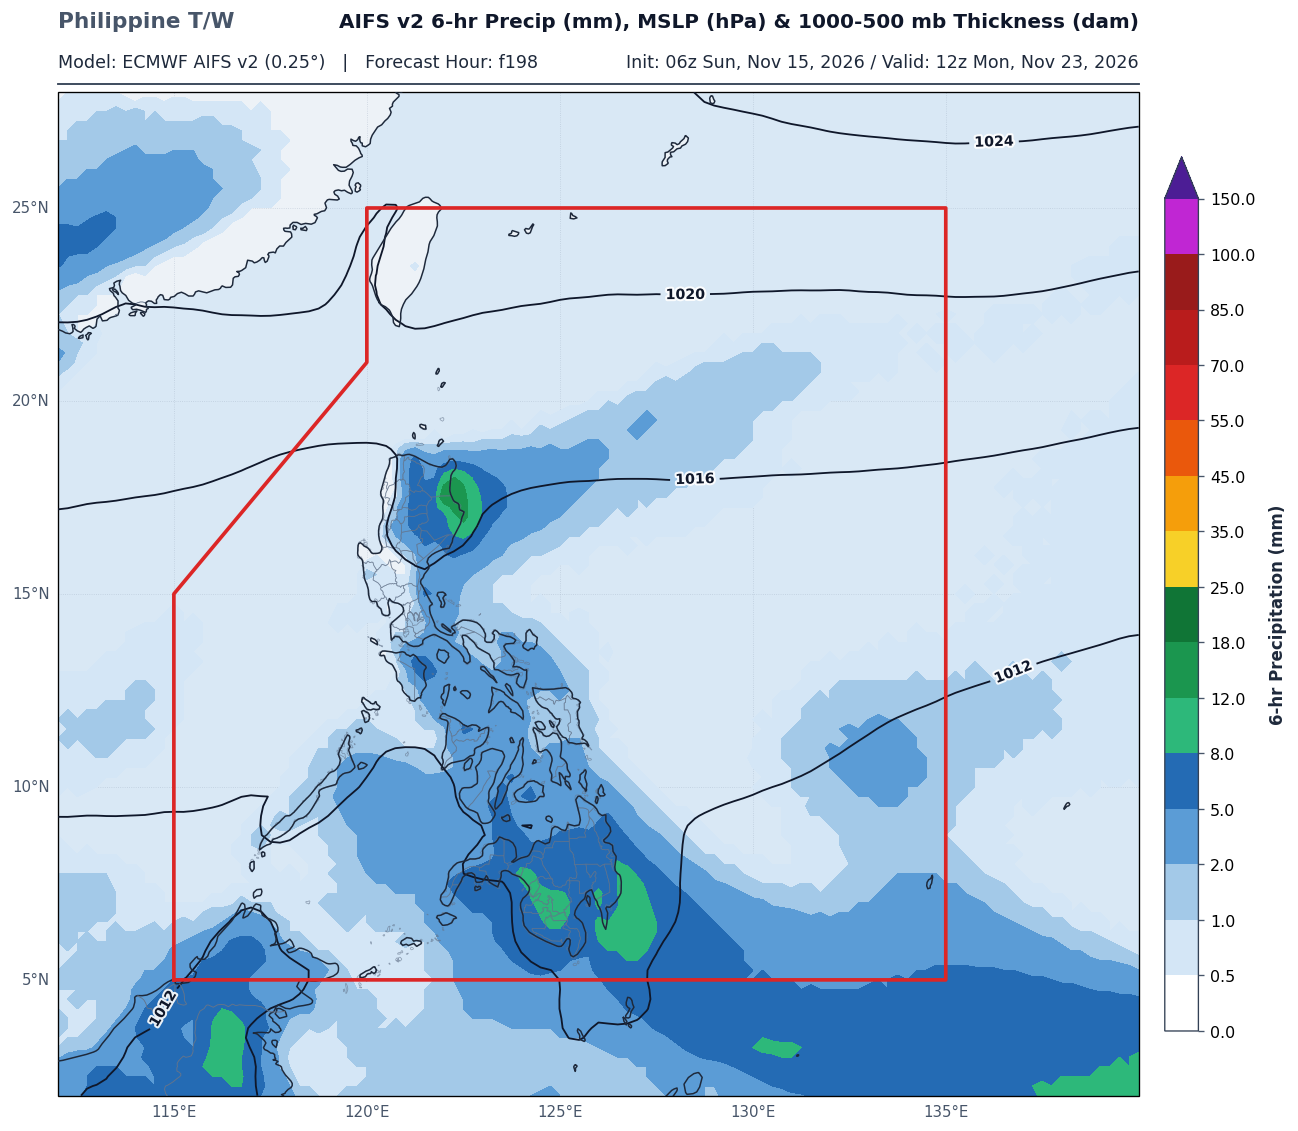 Philippine T/W
AIFS v2 6-hr Precip (mm), MSLP (hPa) & 1000-500 mb Thickness (dam)
Model: ECMWF AIFS v2 (0.25°) | Forecast Hour: f198
Init: 06z Sun, Nov 15, 2026 / Valid: 12z Mon, Nov 23, 2026
1024
1020
1016
1012
1012
25°N
20°N
15°N
10°N
5°N
115°E
120°E
125°E
130°E
135°E
150.0
100.0
85.0
70.0
55.0
45.0
35.0
25.0
18.0
12.0
8.0
5.0
2.0
1.0
0.5
0.0
6-hr Precipitation (mm)